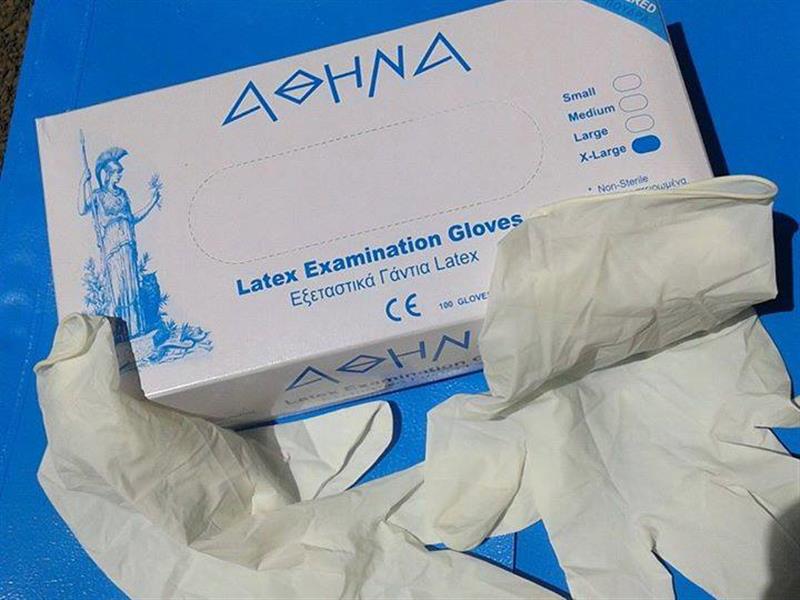 ΑΘΗΝΑ
Small
Medium
Large
X-Large
* Non-Sterile
Latex Examination Gloves
Εξεταστικά Γάντια Latex
CE 100 GLOVES
ΑΘΗΝΑ
Latex Examination